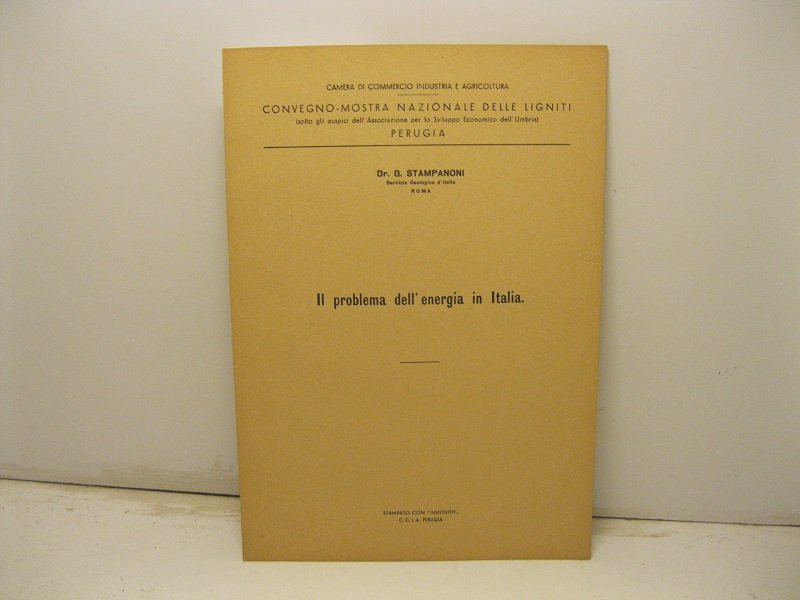 CAMERA DI COMMERCIO INDUSTRIA E AGRICOLTURA
CONVEGNO-MOSTRA NAZIONALE DELLE LIGNITI
(sotto gli auspici dell'Associazione per lo Sviluppo Economico dell'Umbria)
PERUGIA
Dr. G. STAMPANONI
Servizio Geologico d'Italia
ROMA
Il problema dell'energia in Italia.
STAMPATO CON "MULTILITH"
C. C. I. A. PERUGIA